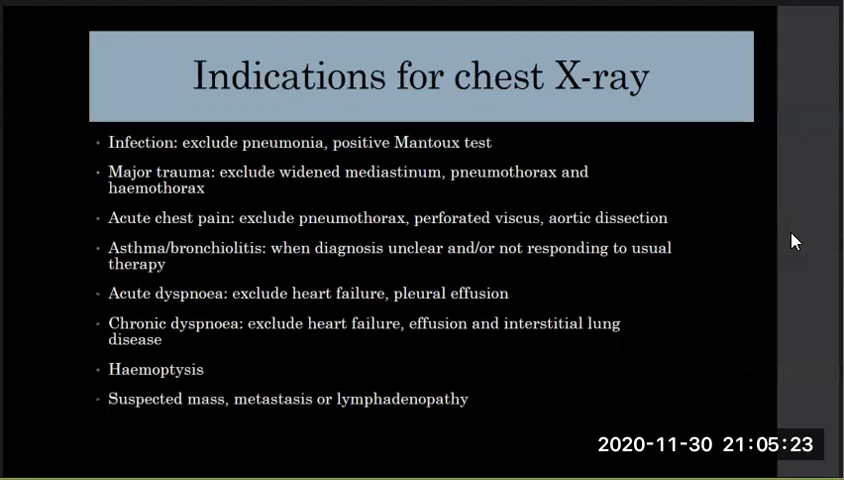 Indications for chest X-ray
Infection: exclude pneumonia, positive Mantoux test
Major trauma: exclude widened mediastinum, pneumothorax and
haemothorax
Acute chest pain: exclude pneumothorax, perforated viscus, aortic dissection
Asthma/bronchiolitis: when diagnosis unclear and/or not responding to usual
therapy
Acute dyspnoea: exclude heart failure, pleural effusion
Chronic dyspnoea: exclude heart failure, effusion and interstitial lung
disease
Haemoptysis
Suspected mass, metastasis or lymphadenopathy
2020-11-30 21:05:23